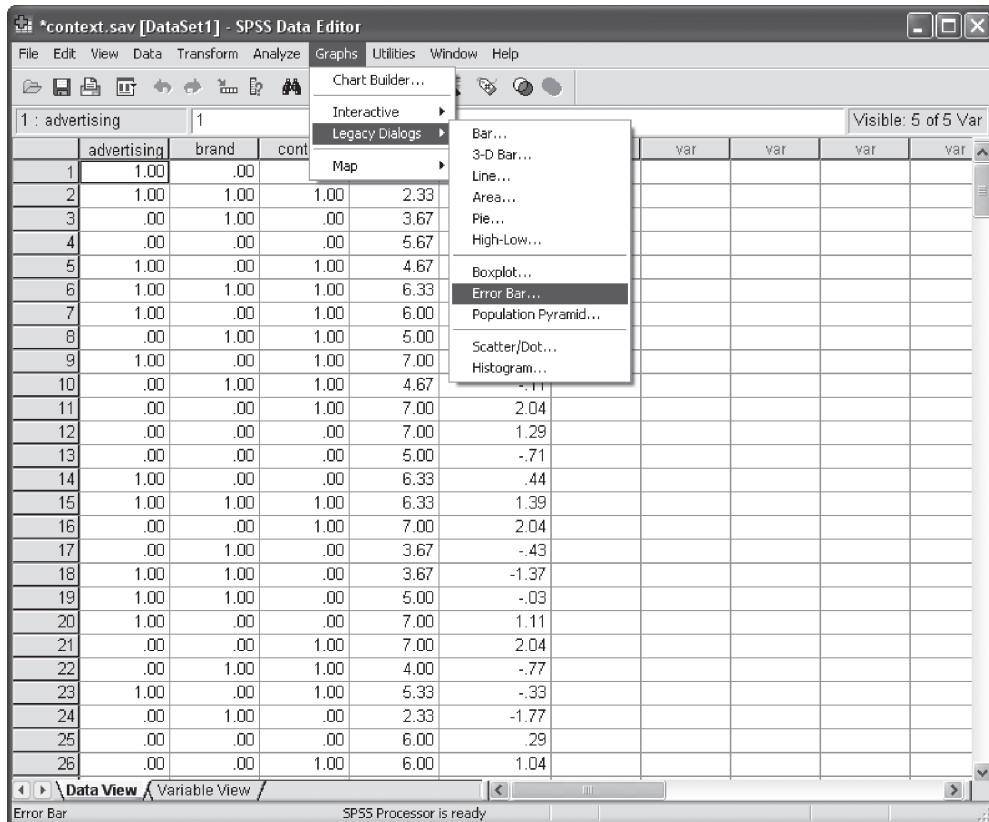 *context.sav [DataSet1] - SPSS Data Editor
File Edit View Data Transform Analyze Graphs Utilities Window Help
Chart Builder...
Interactive
Legacy Dialogs
Map
Bar...
3-D Bar...
Line...
Area...
Pie...
High-Low...
Boxplot...
Error Bar...
Population Pyramid...
Scatter/Dot...
Histogram...
1 : advertising 1 Visible: 5 of 5 Var
advertising brand cont var var var var
1 1.00 .00
2 1.00 1.00 1.00 2.33
3 .00 1.00 .00 3.67
4 .00 .00 .00 5.67
5 1.00 .00 1.00 4.67
6 1.00 1.00 1.00 6.33
7 1.00 .00 1.00 6.00
8 .00 1.00 1.00 5.00
9 1.00 .00 1.00 7.00
10 .00 1.00 1.00 4.67 -.11
11 .00 .00 1.00 7.00 2.04
12 .00 .00 .00 7.00 1.29
13 .00 .00 .00 5.00 -.71
14 1.00 .00 .00 6.33 .44
15 1.00 1.00 1.00 6.33 1.39
16 .00 .00 1.00 7.00 2.04
17 .00 1.00 .00 3.67 -.43
18 1.00 1.00 .00 3.67 -1.37
19 1.00 1.00 .00 5.00 -.03
20 1.00 .00 .00 7.00 1.11
21 .00 .00 1.00 7.00 2.04
22 .00 1.00 1.00 4.00 -.77
23 1.00 .00 1.00 5.33 -.33
24 .00 1.00 .00 2.33 -1.77
25 .00 .00 .00 6.00 .29
26 .00 .00 1.00 6.00 1.04
Data View Variable View
Error Bar SPSS Processor is ready